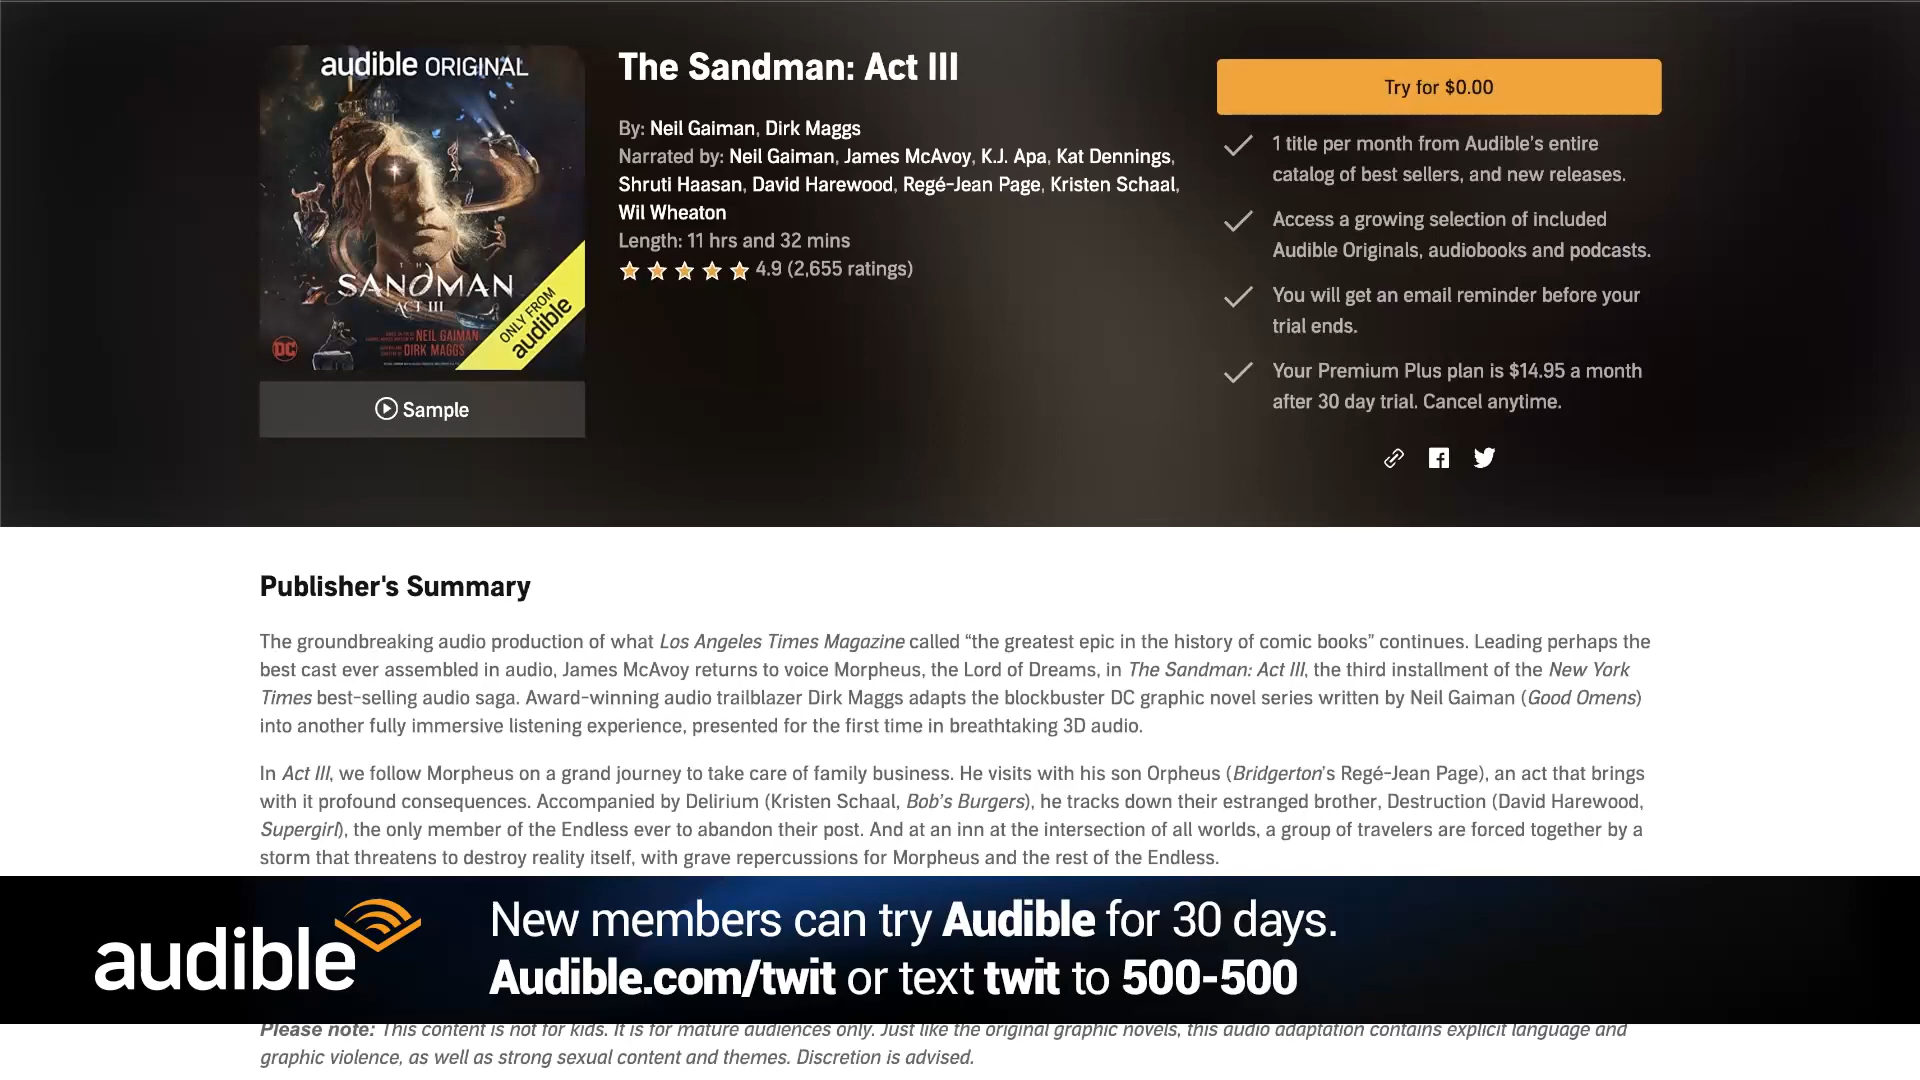 audible ORIGINAL
THE
SANDMAN
ACT III
NEIL GAIMAN
DIRK MAGGS
DC
ONLY FROM
audible
Sample
The Sandman: Act III
By: Neil Gaiman, Dirk Maggs
Narrated by: Neil Gaiman, James McAvoy, K.J. Apa, Kat Dennings,
Shruti Haasan, David Harewood, Regé-Jean Page, Kristen Schaal,
Wil Wheaton
Length: 11 hrs and 32 mins
4.9 (2,655 ratings)
Try for $0.00
1 title per month from Audible's entire
catalog of best sellers, and new releases.
Access a growing selection of included
Audible Originals, audiobooks and podcasts.
You will get an email reminder before your
trial ends.
Your Premium Plus plan is $14.95 a month
after 30 day trial. Cancel anytime.
Publisher's Summary
The groundbreaking audio production of what Los Angeles Times Magazine called “the greatest epic in the history of comic books” continues. Leading perhaps the
best cast ever assembled in audio, James McAvoy returns to voice Morpheus, the Lord of Dreams, in The Sandman: Act III, the third installment of the New York
Times best-selling audio saga. Award-winning audio trailblazer Dirk Maggs adapts the blockbuster DC graphic novel series written by Neil Gaiman (Good Omens)
into another fully immersive listening experience, presented for the first time in breathtaking 3D audio.
In Act III, we follow Morpheus on a grand journey to take care of family business. He visits with his son Orpheus (Bridgerton’s Regé-Jean Page), an act that brings
with it profound consequences. Accompanied by Delirium (Kristen Schaal, Bob’s Burgers), he tracks down their estranged brother, Destruction (David Harewood,
Supergirl), the only member of the Endless ever to abandon their post. And at an inn at the intersection of all worlds, a group of travelers are forced together by a
storm that threatens to destroy reality itself, with grave repercussions for Morpheus and the rest of the Endless.
audible
New members can try Audible for 30 days.
Audible.com/twit or text twit to 500-500
Please note: This content is not for kids. It is for mature audiences only. Just like the original graphic novels, this audio adaptation contains explicit language and
graphic violence, as well as strong sexual content and themes. Discretion is advised.